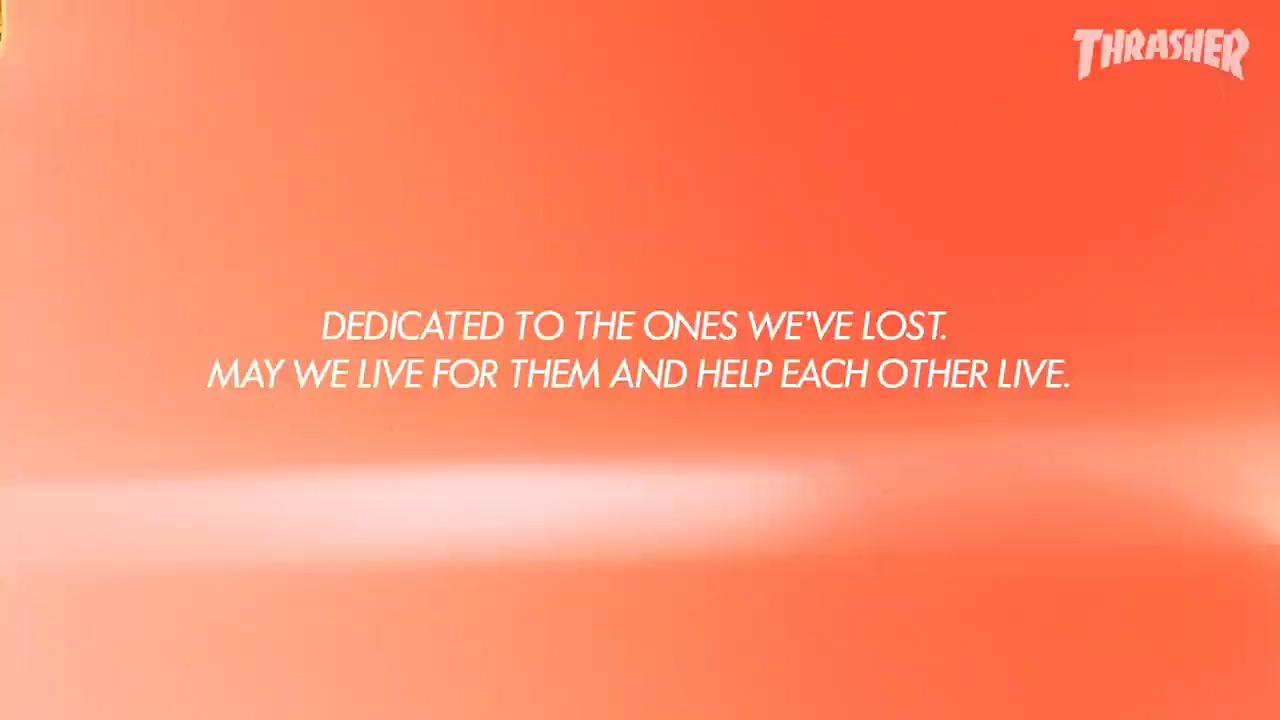 THRASHER
DEDICATED TO THE ONES WE'VE LOST.
MAY WE LIVE FOR THEM AND HELP EACH OTHER LIVE.